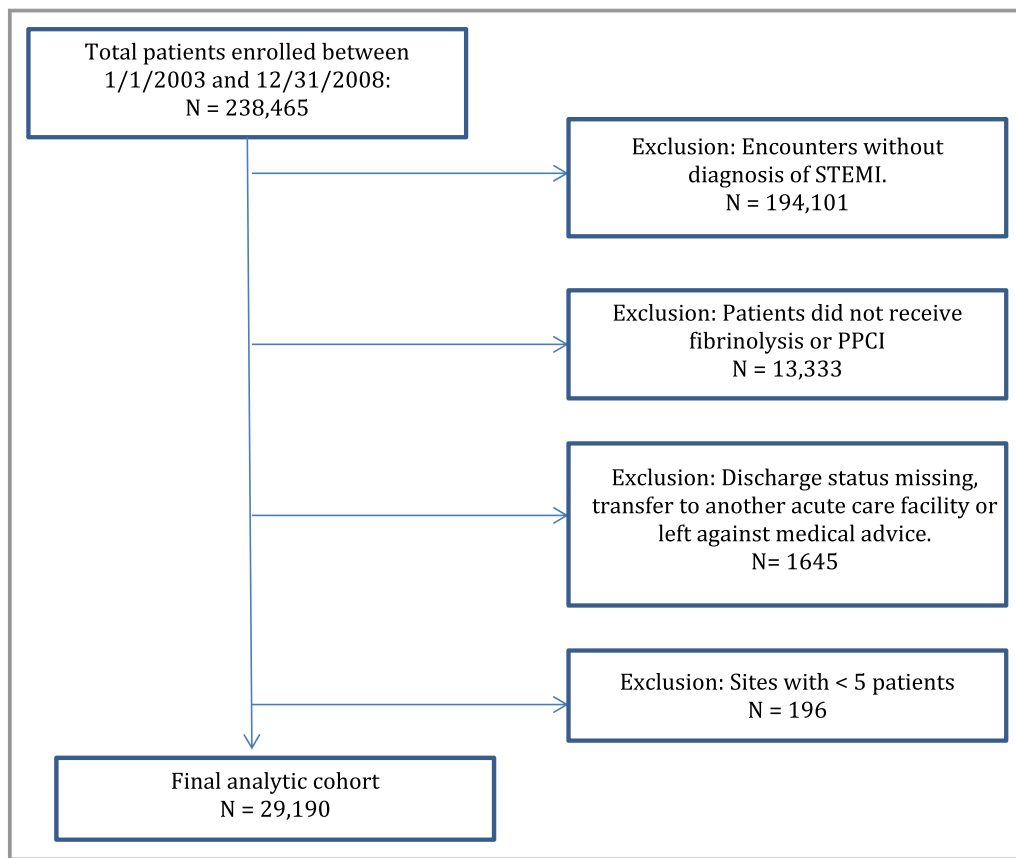 Total patients enrolled between
1/1/2003 and 12/31/2008:
N = 238,465
Exclusion: Encounters without
diagnosis of STEMI.
N = 194,101
Exclusion: Patients did not receive
fibrinolysis or PPCI
N = 13,333
Exclusion: Discharge status missing,
transfer to another acute care facility or
left against medical advice.
N= 1645
Exclusion: Sites with < 5 patients
N = 196
Final analytic cohort
N = 29,190